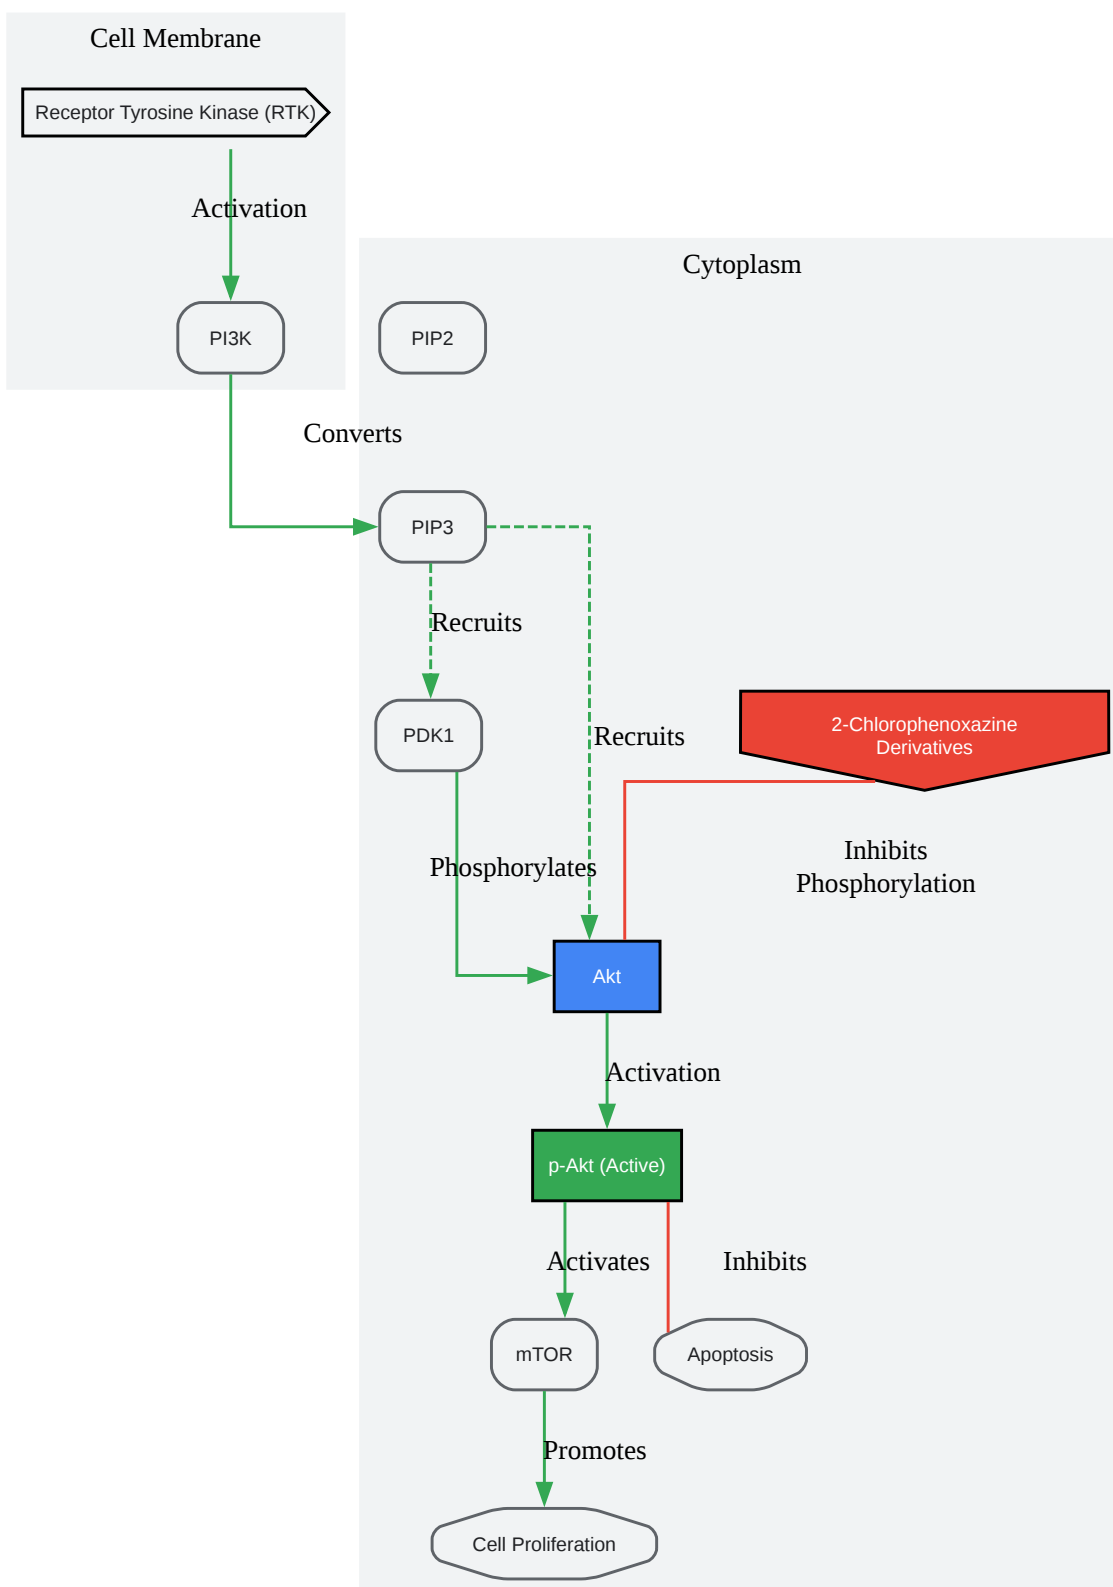 Cell Membrane
Receptor Tyrosine Kinase (RTK)
Activation
Cytoplasm
PI3K
PIP2
Converts
PIP3
Recruits
PDK1
Recruits
2-Chlorophenoxazine
Derivatives
Phosphorylates
Inhibits
Phosphorylation
Akt
Activation
p-Akt (Active)
Activates
Inhibits
mTOR
Apoptosis
Promotes
Cell Proliferation